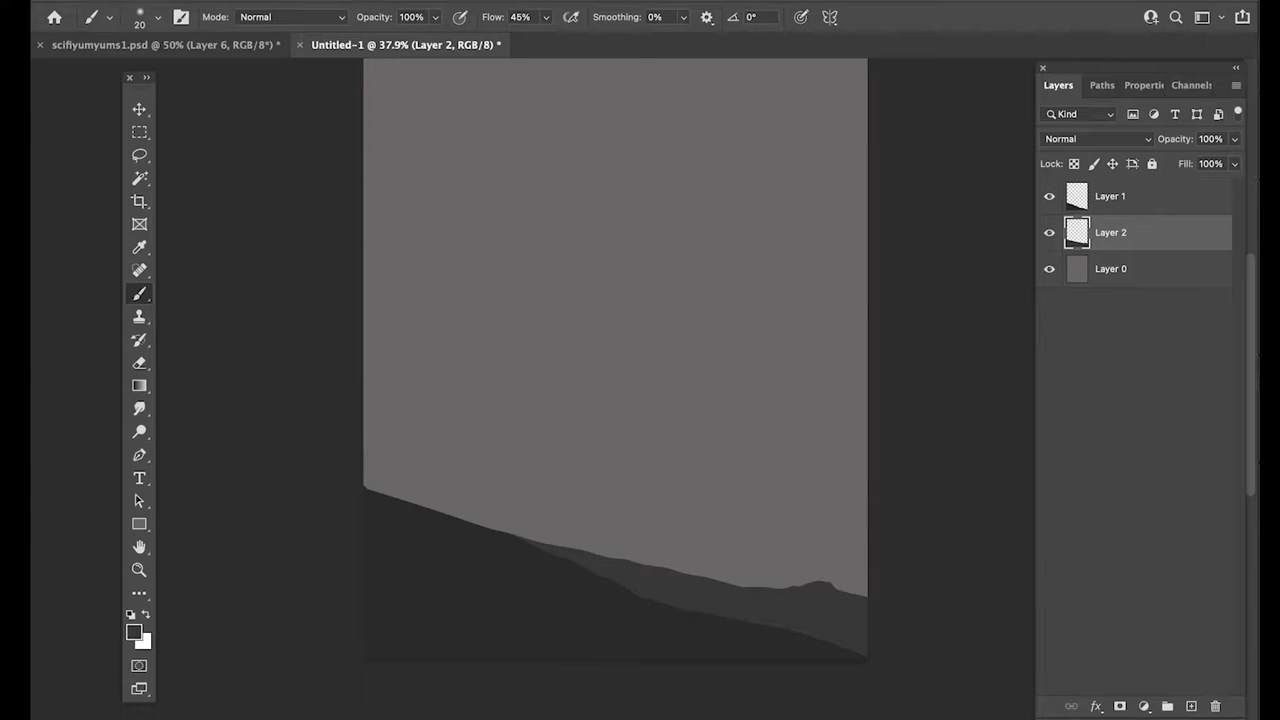 20 Mode: Normal Opacity: 100% Flow: 45% Smoothing: 0% 0°
scifiyumyums1.psd @ 50% (Layer 6, RGB/8*) * Untitled-1 @ 37.9% (Layer 2, RGB/8) *
Layers Paths Properti Channels
Kind
Normal Opacity: 100%
Lock: Fill: 100%
Layer 1
Layer 2
Layer 0